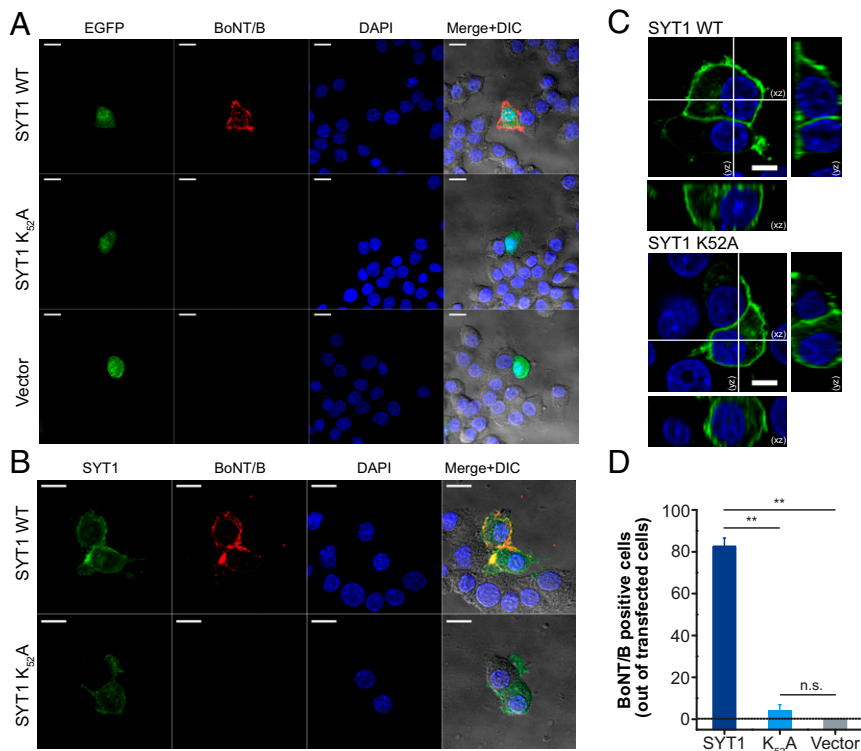 A
EGFP BoNT/B DAPI Merge+DIC
SYT1 WT
SYT1 K52A
Vector
B
SYT1 BoNT/B DAPI Merge+DIC
SYT1 WT
SYT1 K52A
C
SYT1 WT
(xz)
(yz)
(yz)
(xz)
SYT1 K52A
(xz)
(yz)
(yz)
(xz)
D
BoNT/B positive cells
(out of transfected cells)
100
80
60
40
20
0
**
**
n.s.
SYT1 K52A Vector